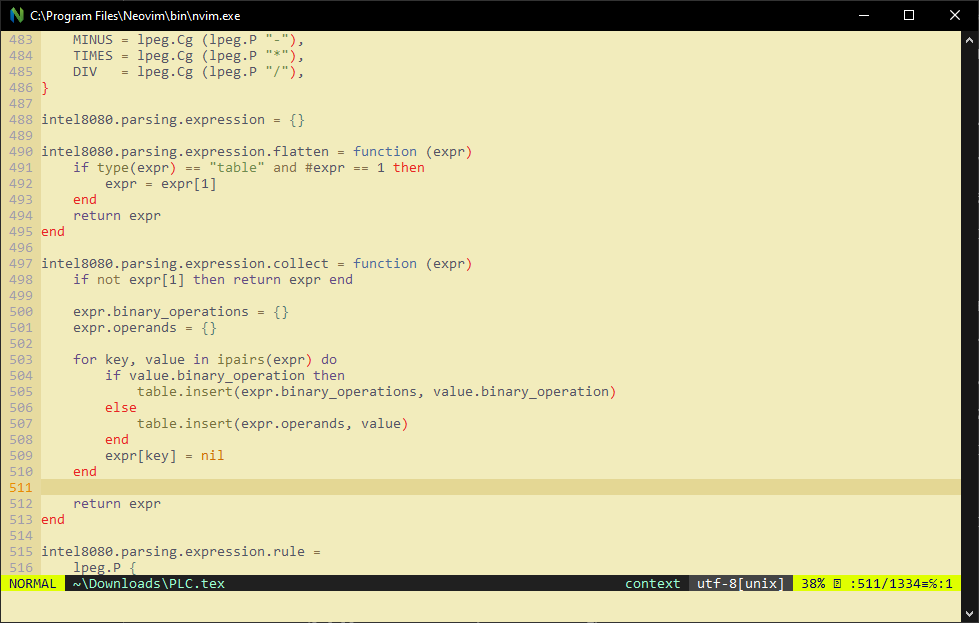 C:\Program Files\Neovim\bin\nvim.exe
483     MINUS = lpeg.Cg (lpeg.P "-"),
484     TIMES = lpeg.Cg (lpeg.P "*"),
485     DIV   = lpeg.Cg (lpeg.P "/"),
486 }
487
488 intel8080.parsing.expression = {}
489
490 intel8080.parsing.expression.flatten = function (expr)
491     if type(expr) == "table" and #expr == 1 then
492         expr = expr[1]
493     end
494     return expr
495 end
496
497 intel8080.parsing.expression.collect = function (expr)
498     if not expr[1] then return expr end
499
500     expr.binary_operations = {}
501     expr.operands = {}
502
503     for key, value in ipairs(expr) do
504         if value.binary_operation then
505             table.insert(expr.binary_operations, value.binary_operation)
506         else
507             table.insert(expr.operands, value)
508         end
509         expr[key] = nil
510     end
511
512     return expr
513 end
514
515 intel8080.parsing.expression.rule =
516     lpeg.P {
NORMAL ~\Downloads\PLC.tex context utf-8[unix] 38% :511/1334≡%:1